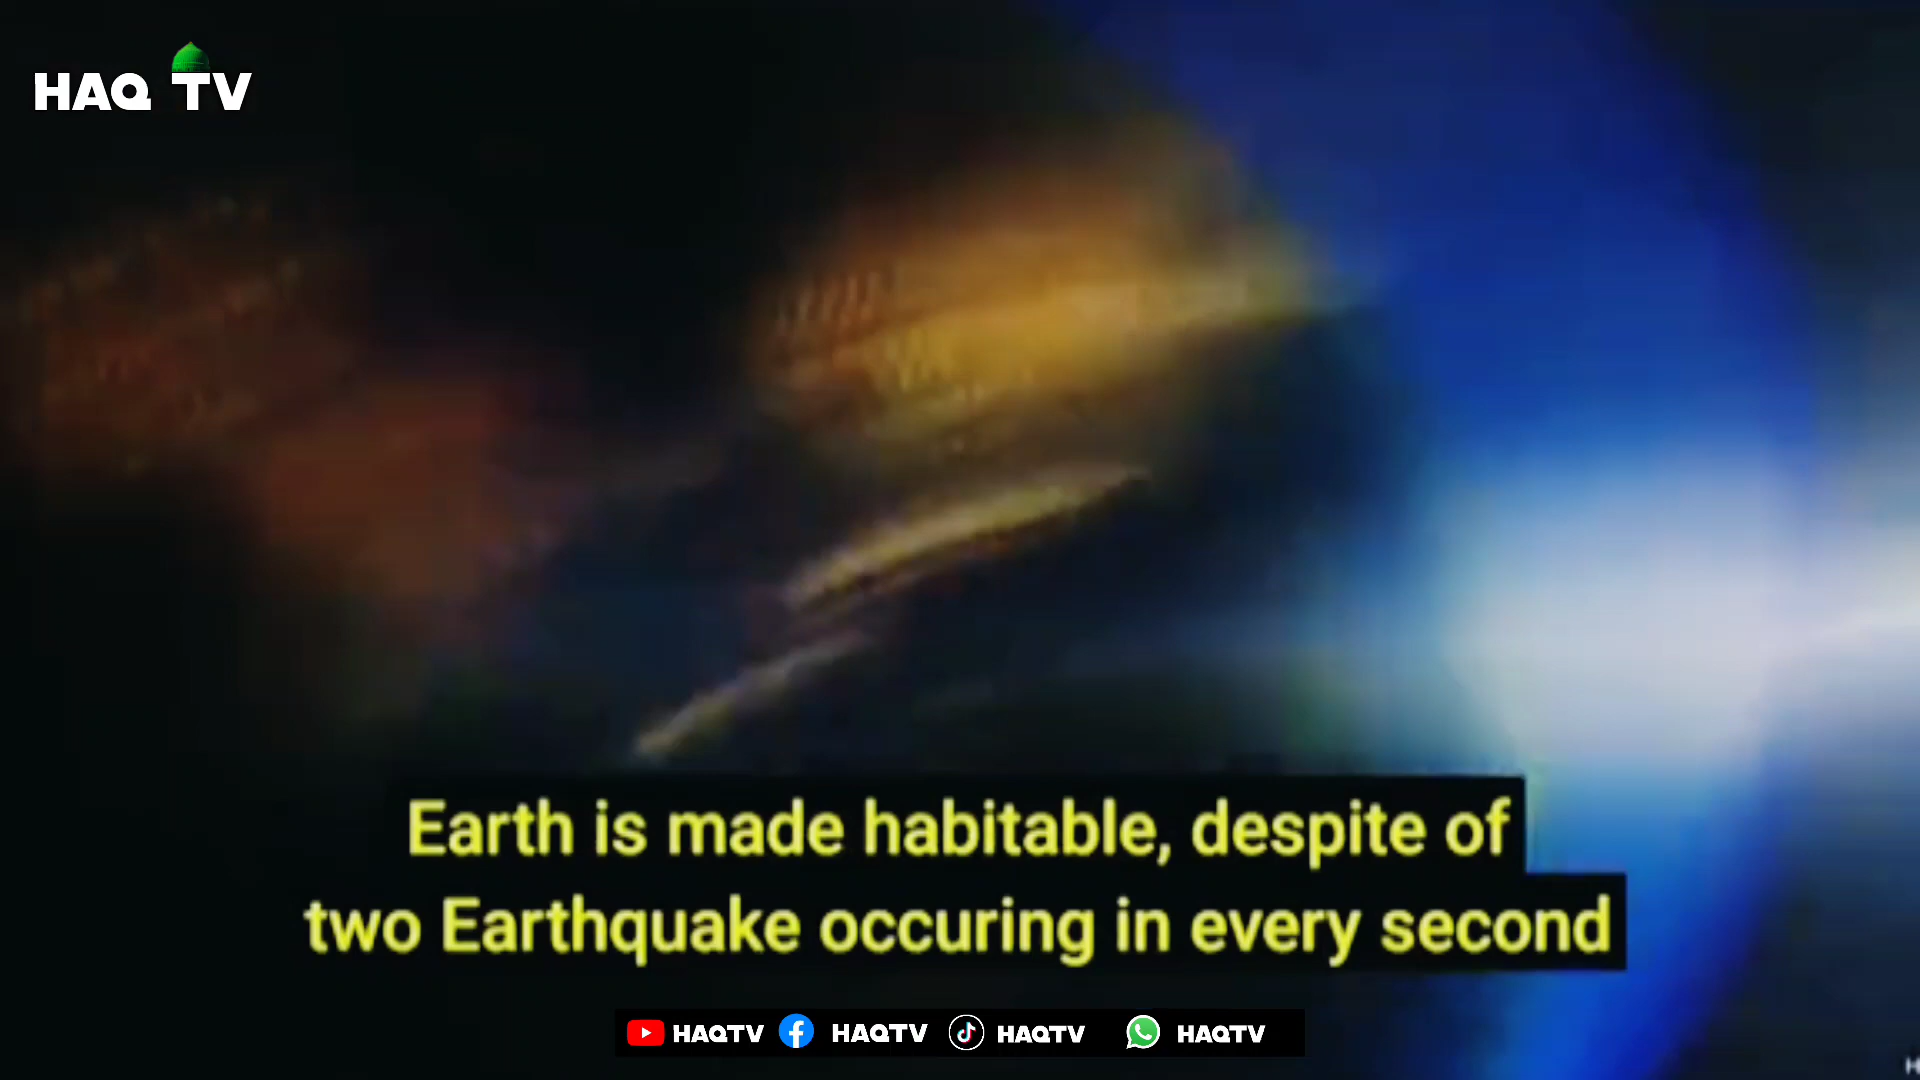 HAQ TV
Earth is made habitable, despite of
two Earthquake occuring in every second
HAQTV HAQTV HAQTV HAQTV
H